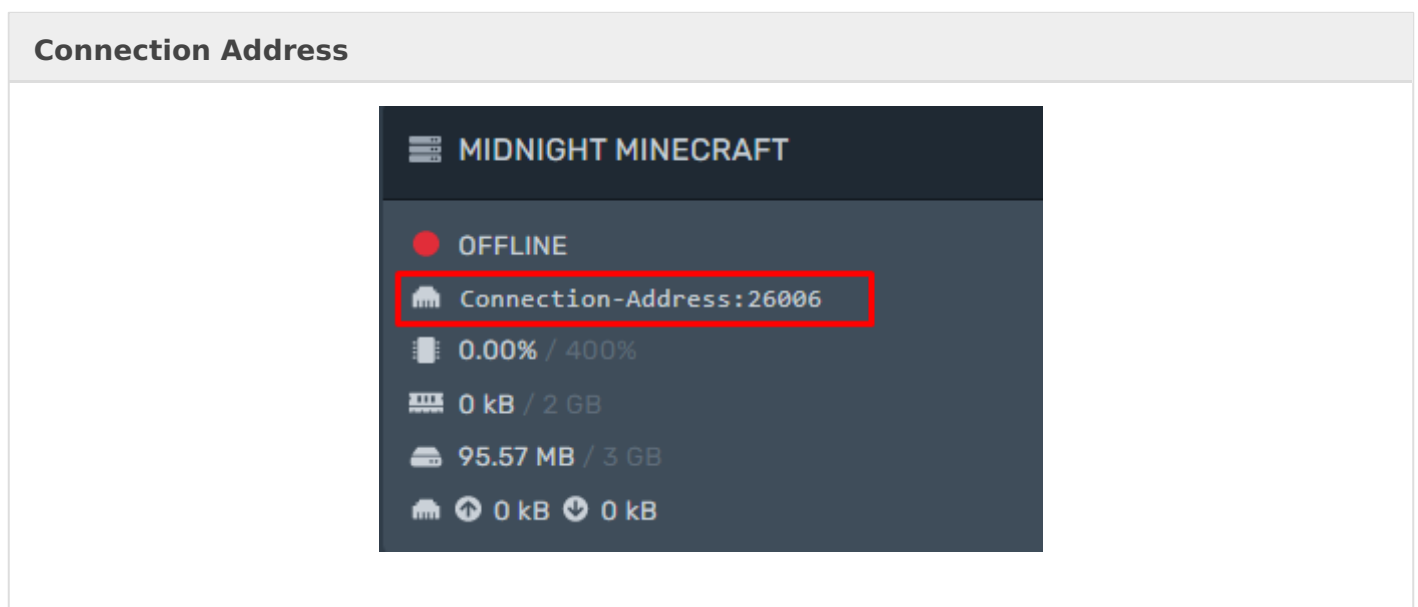 Connection Address
MIDNIGHT MINECRAFT
OFFLINE
Connection-Address:26006
0.00% / 400%
0 kB / 2 GB
95.57 MB / 3 GB
0 kB 0 kB